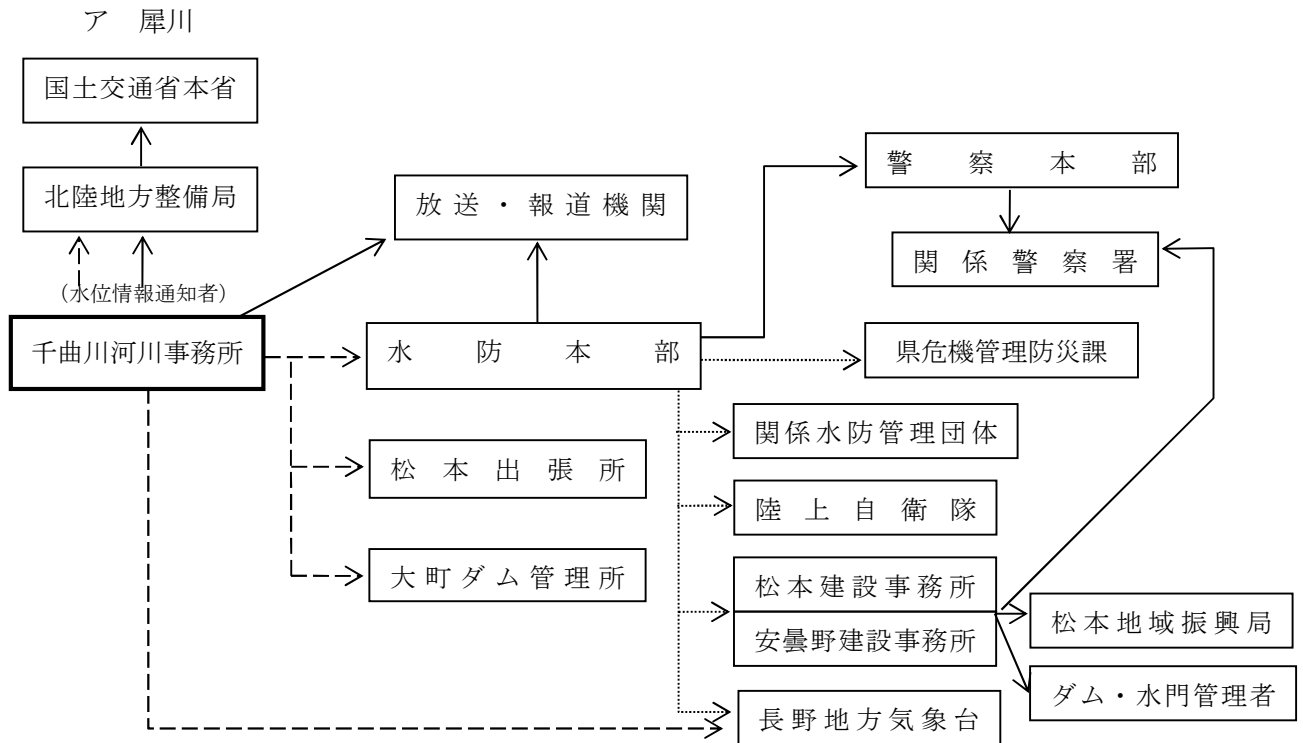 ア 犀川
国土交通省本省
北陸地方整備局
(水位情報通知者)
千曲川河川事務所
放送・報道機関
水防本部
松本出張所
大町ダム管理所
警察本部
関係警察署
県危機管理防災課
関係水防管理団体
陸上自衛隊
松本建設事務所
安曇野建設事務所
長野地方気象台
松本地域振興局
ダム・水門管理者